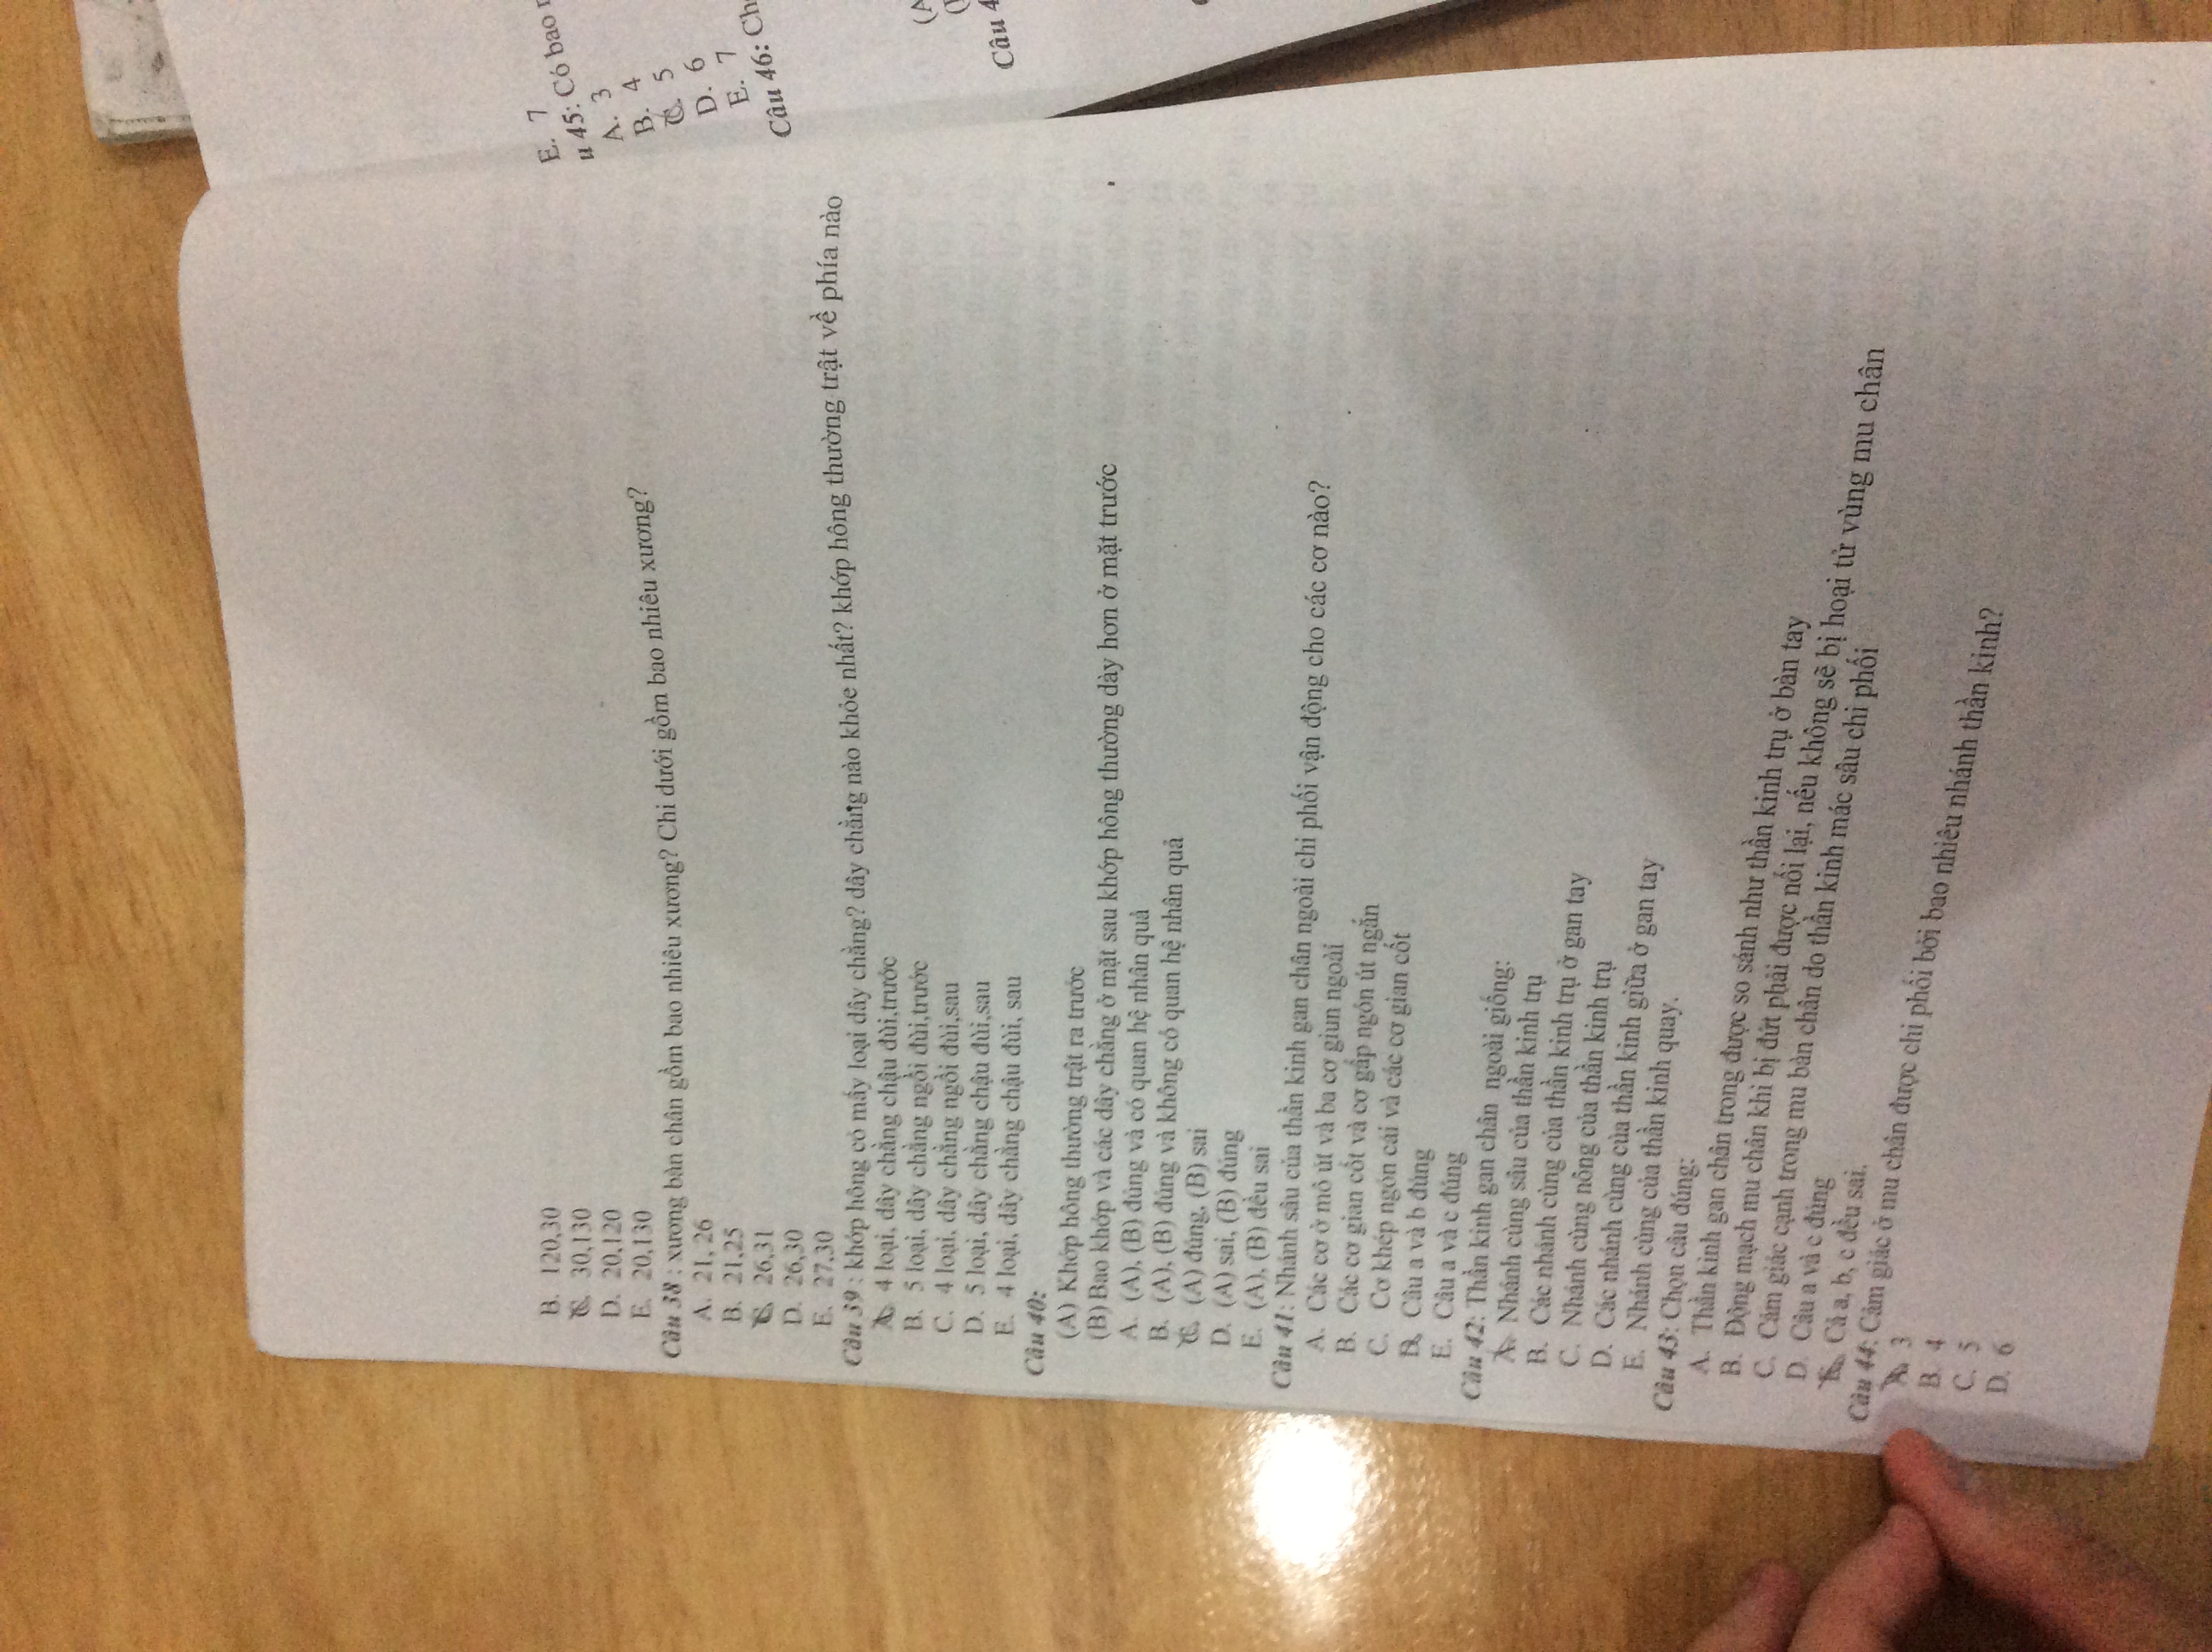 B. 120,30
C. 30,130
D. 20,120
E. 20,130
Câu 38 : xương bàn chân gồm bao nhiêu xương? Chi dưới gồm bao nhiêu xương?
A. 21, 26
B. 21,25
C. 26,31
D. 26,30
E. 27,30
Câu 39 : khớp hông có mấy loại dây chằng? dây chằng nào khỏe nhất? khớp hông thường trật về phía nào
A. 4 loại, dây chằng chậu đùi,trước
B. 5 loại, dây chằng ngồi đùi,trước
C. 4 loại, dây chằng ngồi đùi,sau
D. 5 loại, dây chằng chậu đùi,sau
E. 4 loại, dây chằng chậu đùi, sau
Câu 40:
(A) Khớp hông thường trật ra trước
(B) Bao khớp và các dây chằng ở mặt sau khớp hông thường dày hơn ở mặt trước
A. (A), (B) đúng và có quan hệ nhân quả
B. (A), (B) đúng và không có quan hệ nhân quả
C. (A) đúng, (B) sai
D. (A) sai, (B) đúng
E. (A), (B) đều sai
Câu 41: Nhánh sâu của thần kinh gan chân ngoài chi phối vận động cho các cơ nào?
A. Các cơ ở mô út và ba cơ giun ngoài
B. Các cơ gian cốt và cơ gấp ngón út ngắn
C. Cơ khép ngón cái và các cơ gian cốt
D. Câu a và b đúng
E. Câu a và c đúng
Câu 42: Thần kinh gan chân ngoài giống:
A. Nhánh cùng sâu của thần kinh trụ
B. Các nhánh cùng của thần kinh trụ ở gan tay
C. Nhánh cùng nông của thần kinh trụ
D. Các nhánh cùng của thần kinh giữa ở gan tay
E. Nhánh cùng của thần kinh quay.
Câu 43: Chọn câu đúng:
A. Thần kinh gan chân trong được so sánh như thần kinh trụ ở bàn tay
B. Động mạch mu chân khi bị đứt phải được nối lại, nếu không sẽ bị hoại tử vùng mu chân
C. Cảm giác cạnh trong mu bàn chân do thần kinh mác sâu chi phối
D. Câu a và c đúng
E. Cả a, b, c đều sai.
Câu 44: Cảm giác ở mu chân được chi phối bởi bao nhiêu nhánh thần kinh?
A. 3
B. 4
C. 5
D. 6
E. 7
u 45: Có bao
A. 3
B. 4
C. 5
D. 6
E. 7
Câu 46: Ch
(A
Câu 4